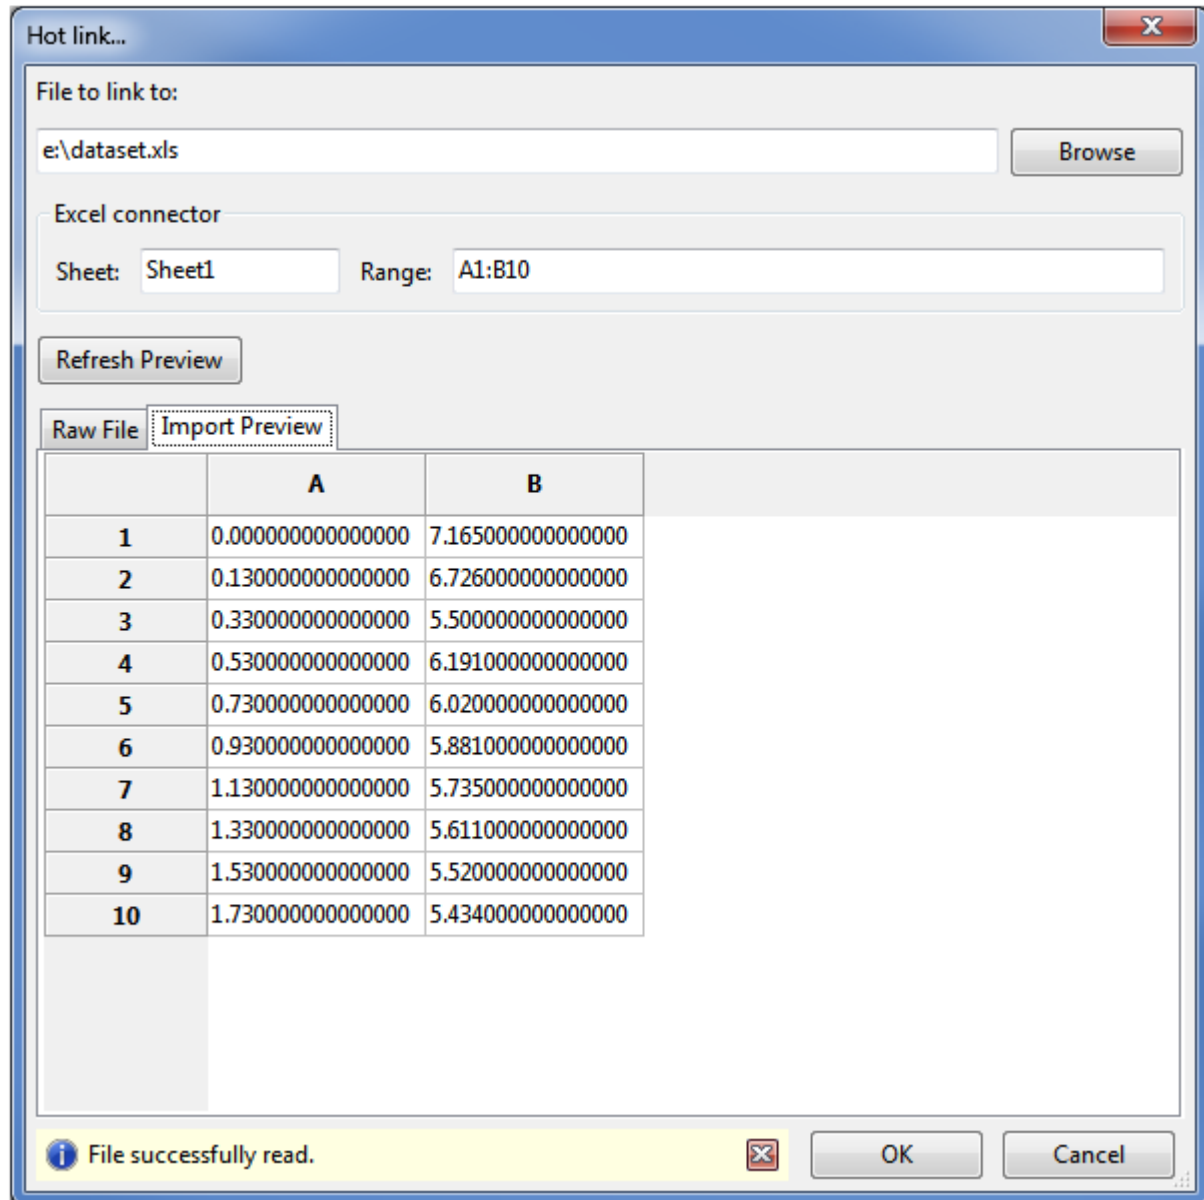 Hot link...
File to link to:
e:\dataset.xls Browse
Excel connector
Sheet: Sheet1 Range: A1:B10
Refresh Preview
Raw File Import Preview
A B
1 0.000000000000000 7.165000000000000
2 0.130000000000000 6.726000000000000
3 0.330000000000000 5.500000000000000
4 0.530000000000000 6.191000000000000
5 0.730000000000000 6.020000000000000
6 0.930000000000000 5.881000000000000
7 1.130000000000000 5.735000000000000
8 1.330000000000000 5.611000000000000
9 1.530000000000000 5.520000000000000
10 1.730000000000000 5.434000000000000
File successfully read. OK Cancel